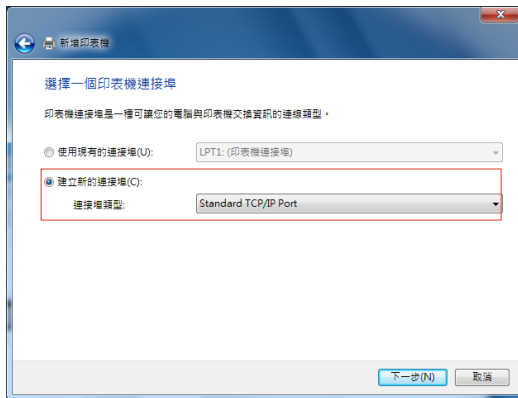 新增印表機
選擇一個印表機連接埠
印表機連接埠是一種可讓您的電腦與印表機交換資訊的連線類型。
使用現有的連接埠(U): LPT1: (印表機連接埠)
建立新的連接埠(C):
連接埠類型: Standard TCP/IP Port
下一步(N) 取消